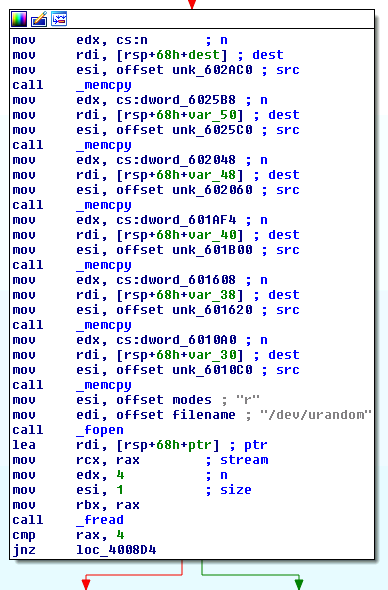 mov edx, cs:n ; n
mov rdi, [rsp+68h+dest] ; dest
mov esi, offset unk_602AC0 ; src
call _memcpy
mov edx, cs:dword_6025B8 ; n
mov rdi, [rsp+68h+var_50] ; dest
mov esi, offset unk_6025C0 ; src
call _memcpy
mov edx, cs:dword_602048 ; n
mov rdi, [rsp+68h+var_48] ; dest
mov esi, offset unk_602060 ; src
call _memcpy
mov edx, cs:dword_601AF4 ; n
mov rdi, [rsp+68h+var_40] ; dest
mov esi, offset unk_601B00 ; src
call _memcpy
mov edx, cs:dword_601608 ; n
mov rdi, [rsp+68h+var_38] ; dest
mov esi, offset unk_601620 ; src
call _memcpy
mov edx, cs:dword_6010A0 ; n
mov rdi, [rsp+68h+var_30] ; dest
mov esi, offset unk_6010C0 ; src
call _memcpy
mov esi, offset modes ; "r"
mov edi, offset filename ; "/dev/urandom"
call _fopen
lea rdi, [rsp+68h+ptr] ; ptr
mov rcx, rax ; stream
mov edx, 4 ; n
mov esi, 1 ; size
mov rbx, rax
call _fread
cmp rax, 4
jnz loc_4008D4